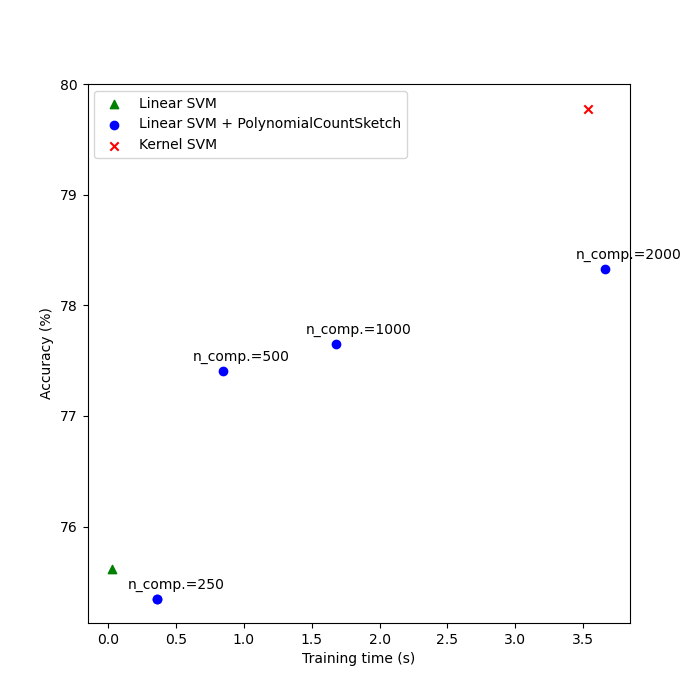 Linear SVM
Linear SVM + PolynomialCountSketch
Kernel SVM
n_comp.=2000
n_comp.=1000
n_comp.=500
n_comp.=250
80
79
78
77
76
Accuracy (%)
0.0 0.5 1.0 1.5 2.0 2.5 3.0 3.5
Training time (s)